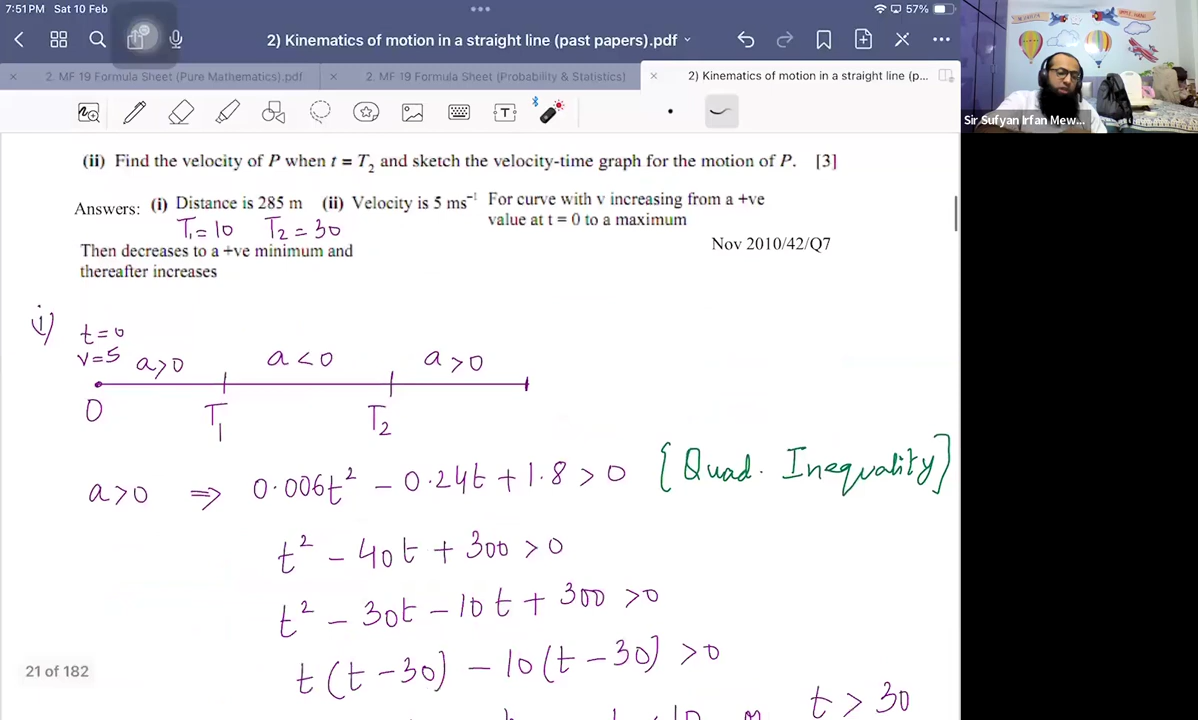 7:51 PM Sat 10 Feb
57%
2) Kinematics of motion in a straight line (past papers).pdf
2. MF 19 Formula Sheet (Pure Mathematics).pdf
2. MF 19 Formula Sheet (Probability & Statistics)
2) Kinematics of motion in a straight line (p...
Sir Sufyan Irfan Mew...
(ii) Find the velocity of P when t = T₂ and sketch the velocity-time graph for the motion of P. [3]
Answers: (i) Distance is 285 m (ii) Velocity is 5 ms⁻¹ For curve with v increasing from a +ve
value at t = 0 to a maximum
T₁ = 10 T₂ = 30
Then decreases to a +ve minimum and
thereafter increases
Nov 2010/42/Q7
i)
t=0
v=5 a>0 a<0 a>0
O T₁ T₂
a>0 ⇒ 0.006t² - 0.24t + 1.8 > 0 [Quad. Inequality]
t² - 40t + 300 > 0
t² - 30t - 10t + 300 > 0
t(t - 30) - 10(t - 30) > 0
t > 30
21 of 182